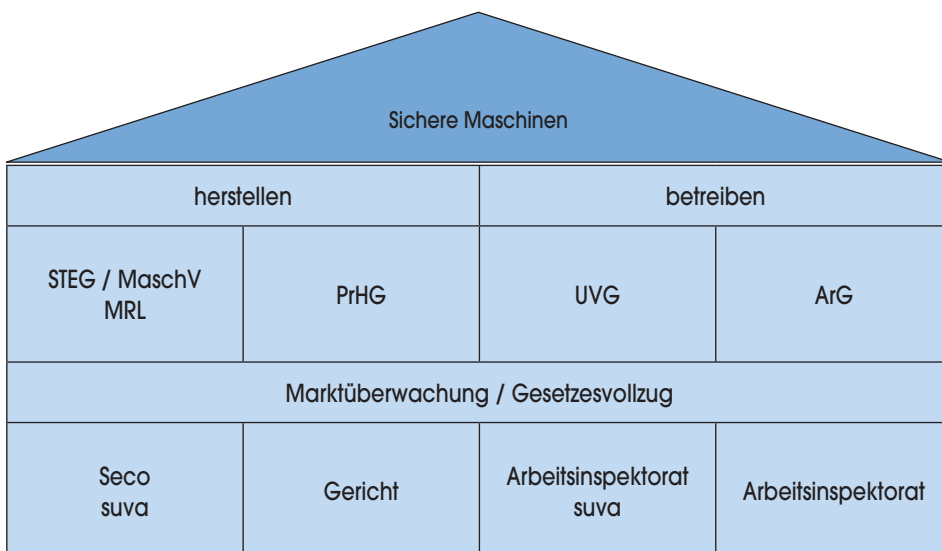 Sichere Maschinen
herstellen
betreiben
STEG / MaschV
MRL
PrHG
UVG
ArG
Marktüberwachung / Gesetzesvollzug
Seco
suva
Gericht
Arbeitsinspektorat
suva
Arbeitsinspektorat